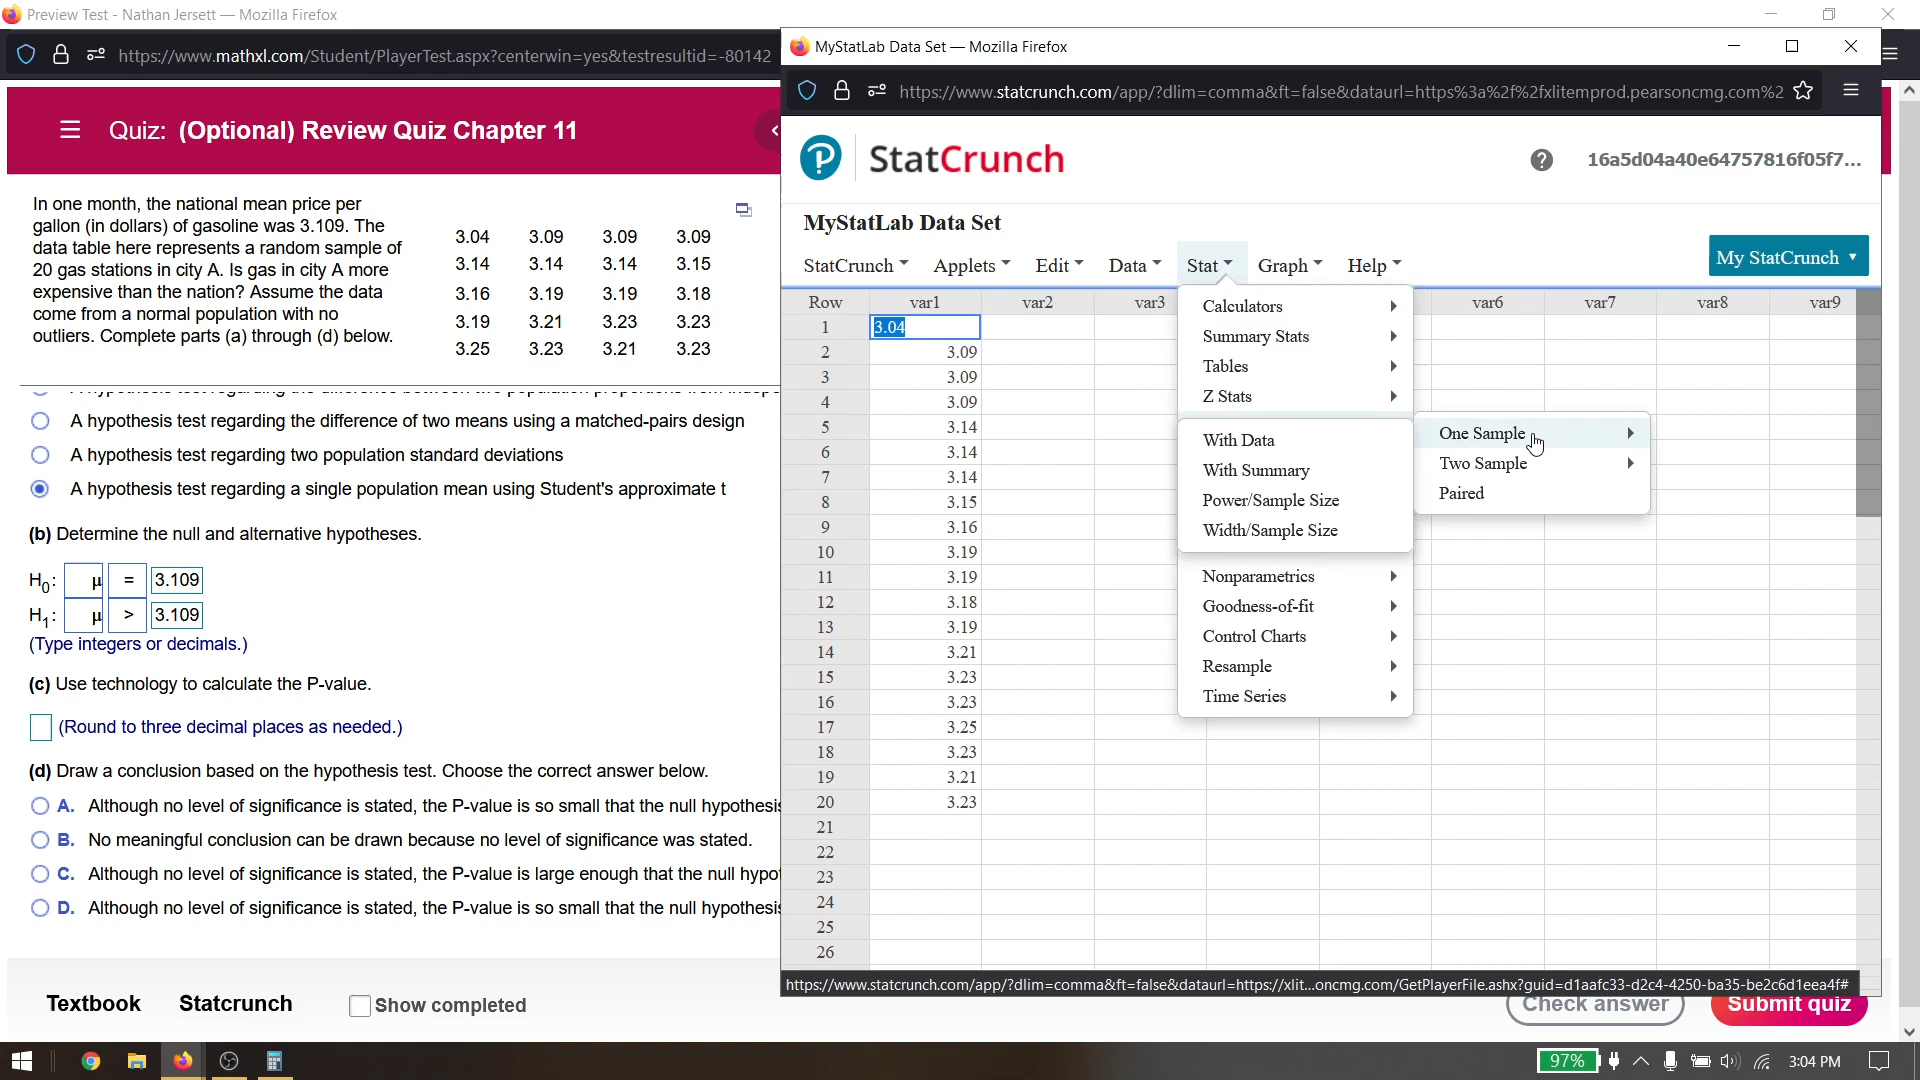 Preview Test - Nathan Jersett — Mozilla Firefox
https://www.mathxl.com/Student/PlayerTest.aspx?centerwin=yes&testresultid=-80142
Quiz: (Optional) Review Quiz Chapter 11
In one month, the national mean price per
gallon (in dollars) of gasoline was 3.109. The
data table here represents a random sample of
20 gas stations in city A. Is gas in city A more
expensive than the nation? Assume the data
come from a normal population with no
outliers. Complete parts (a) through (d) below.
3.04 3.09 3.09 3.09
3.14 3.14 3.14 3.15
3.16 3.19 3.19 3.18
3.19 3.21 3.23 3.23
3.25 3.23 3.21 3.23
A hypothesis test regarding the difference of two means using a matched-pairs design
A hypothesis test regarding two population standard deviations
A hypothesis test regarding a single population mean using Student's approximate t
(b) Determine the null and alternative hypotheses.
H0: μ = 3.109
H1: μ > 3.109
(Type integers or decimals.)
(c) Use technology to calculate the P-value.
(Round to three decimal places as needed.)
(d) Draw a conclusion based on the hypothesis test. Choose the correct answer below.
A. Although no level of significance is stated, the P-value is so small that the null hypothesis
B. No meaningful conclusion can be drawn because no level of significance was stated.
C. Although no level of significance is stated, the P-value is large enough that the null hypo
D. Although no level of significance is stated, the P-value is so small that the null hypothesis
Textbook Statcrunch Show completed
Check answer Submit quiz
MyStatLab Data Set — Mozilla Firefox
https://www.statcrunch.com/app/?dlim=comma&ft=false&dataurl=https%3a%2f%2fxlitemprod.pearsoncmg.com%2
P StatCrunch
? 16a5d04a40e64757816f05f7...
MyStatLab Data Set
StatCrunch Applets Edit Data Stat Graph Help
My StatCrunch
Row var1 var2 var3 var6 var7 var8 var9
1 3.04
2 3.09
3 3.09
4 3.09
5 3.14
6 3.14
7 3.14
8 3.15
9 3.16
10 3.19
11 3.19
12 3.18
13 3.19
14 3.21
15 3.23
16 3.23
17 3.25
18 3.23
19 3.21
20 3.23
21
22
23
24
25
26
Calculators
Summary Stats
Tables
Z Stats
With Data
With Summary
Power/Sample Size
Width/Sample Size
Nonparametrics
Goodness-of-fit
Control Charts
Resample
Time Series
One Sample
Two Sample
Paired
https://www.statcrunch.com/app/?dlim=comma&ft=false&dataurl=https://xlit...oncmg.com/GetPlayerFile.ashx?guid=d1aafc33-d2c4-4250-ba35-be2c6d1eea4f#
97% 3:04 PM